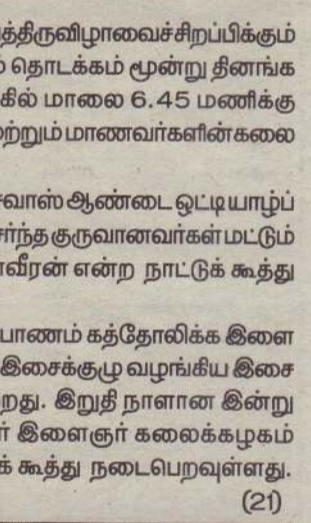 த்திருவிழாவைச்சிறப்பிக்கும்
தொடக்கம் மூன்று தினங்க
கில் மாலை 6.45 மணிக்கு
ற்றும் மாணவர்களின்கலை
வாஸ் ஆண்டை ஒட்டி யாழ்ப்
ர்ந்த குருவானவர்கள் மட்டும்
வீரன் என்ற நாட்டுக் கூத்து
பாணம் கத்தோலிக்க இளை
இசைக்குழு வழங்கிய இசை
றது. இறுதி நாளான இன்று
இளைஞர் கலைக்கழகம்
க் கூத்து நடைபெறவுள்ளது.
(21)